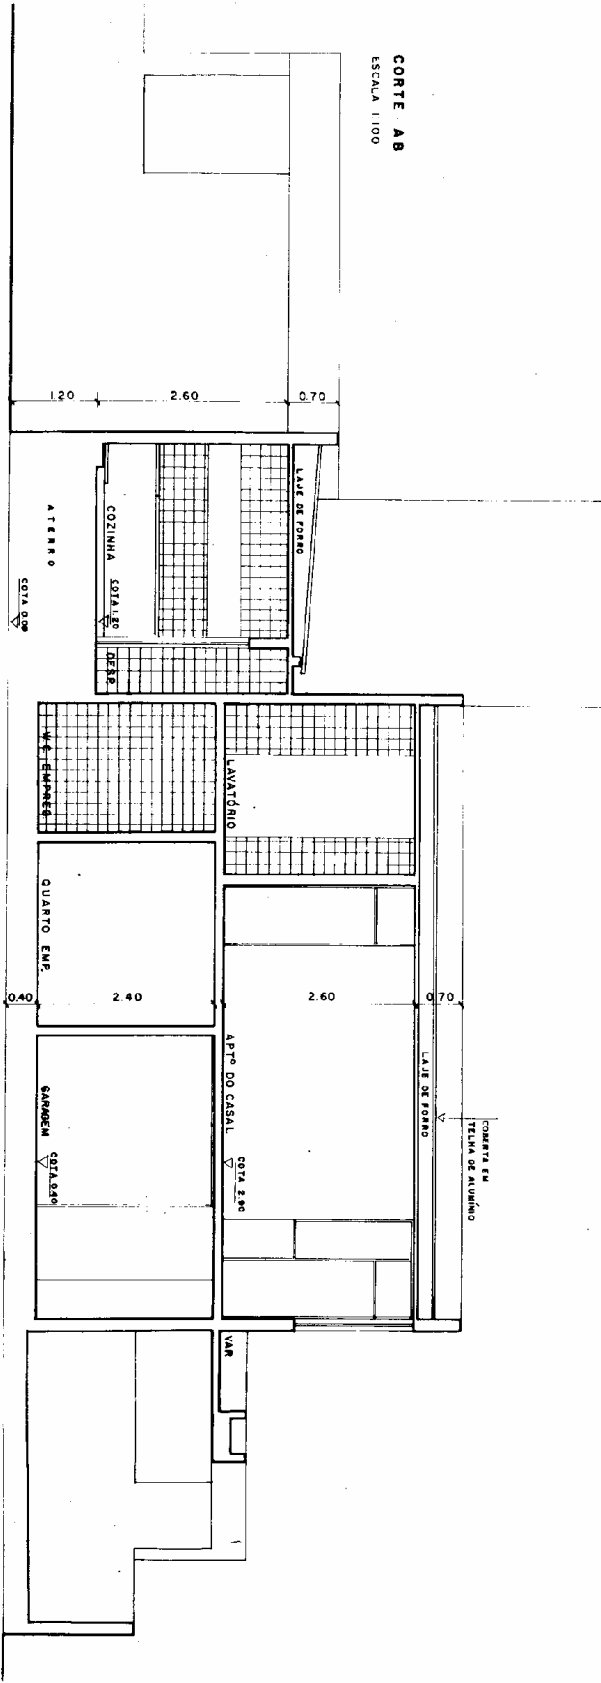 CORTE AB
ESCALA 1:100
1.20
2.60
0.70
LAJE DE FORRO
COZINHA
COTA 1.20
ATERRO
COTA 0.00
DESP.
W.C. EMPREG
LAVATÓRIO
QUARTO EMP.
0.40
2.40
2.60
0.70
APTº DO CASAL
COTA 2.90
LAJE DE FORRO
COBERTA EM
TELHA DE ALUMÍNIO
GARAGEM
COTA 0.40
VAR